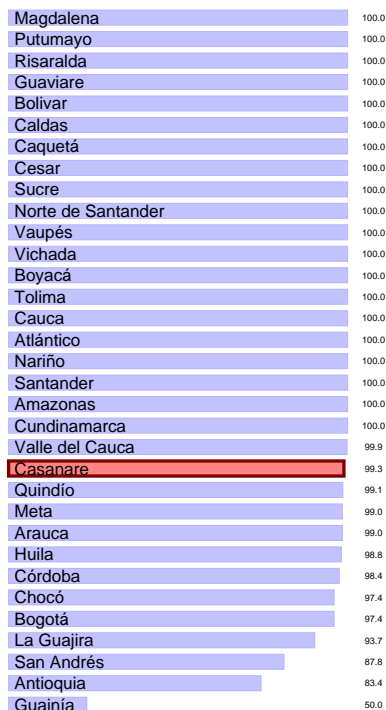 Magdalena 100.0
Putumayo 100.0
Risaralda 100.0
Guaviare 100.0
Bolivar 100.0
Caldas 100.0
Caquetá 100.0
Cesar 100.0
Sucre 100.0
Norte de Santander 100.0
Vaupés 100.0
Vichada 100.0
Boyacá 100.0
Tolima 100.0
Cauca 100.0
Atlántico 100.0
Nariño 100.0
Santander 100.0
Amazonas 100.0
Cundinamarca 100.0
Valle del Cauca 99.9
Casanare 99.3
Quindío 99.1
Meta 99.0
Arauca 99.0
Huila 98.8
Córdoba 98.4
Chocó 97.4
Bogotá 97.4
La Guajira 93.7
San Andrés 87.8
Antioquia 83.4
Guainía 50.0